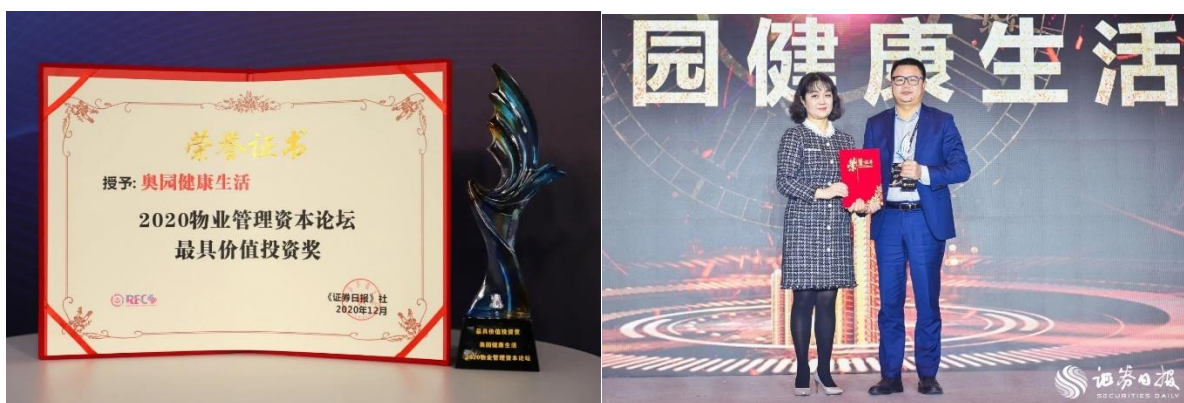 荣誉证书
授予: 奥园健康生活
2020物业管理资本论坛
最具价值投资奖
《证券日报》社
2020年12月
最具价值投资奖
奥园健康生活
2020物业管理资本论坛
园健康生活
荣誉证书
证券日报
SECURITIES DAILY